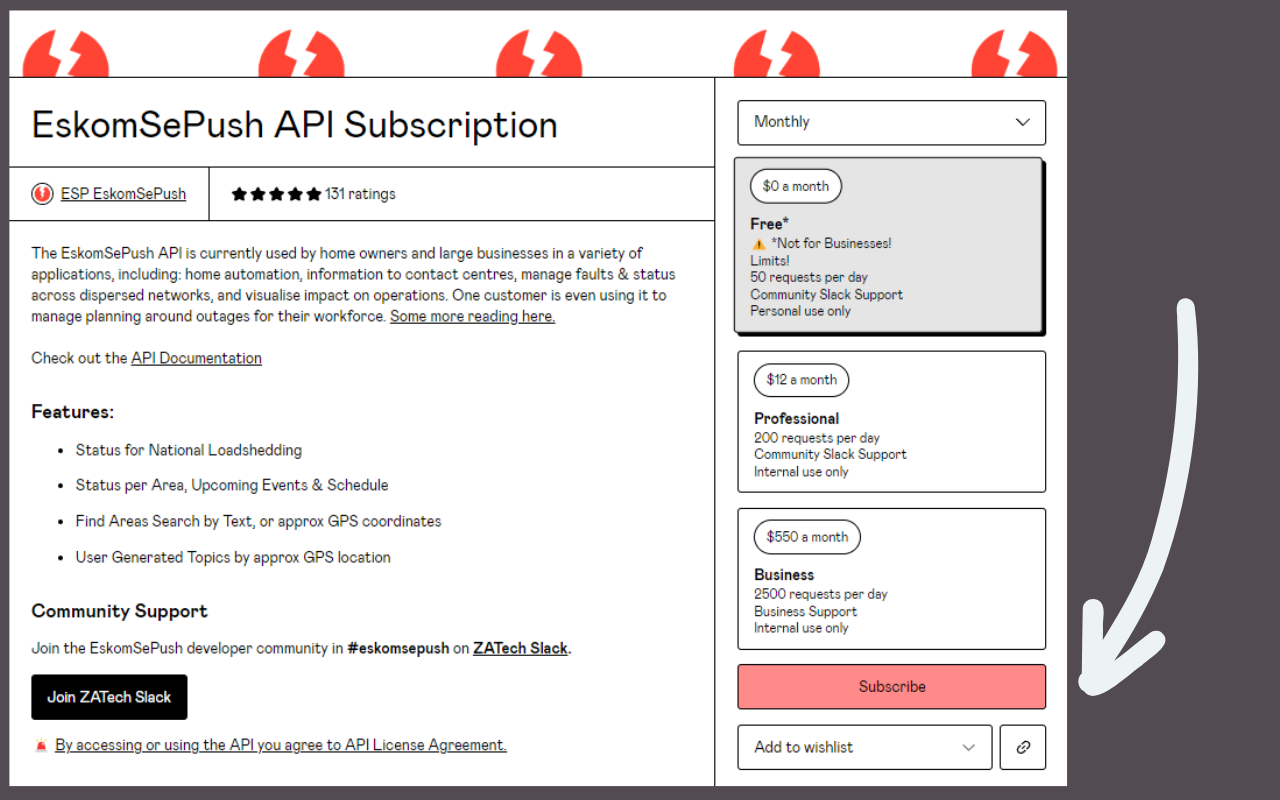 EskomSePush API Subscription
ESP EskomSePush
131 ratings
The EskomSePush API is currently used by home owners and large businesses in a variety of
applications, including: home automation, information to contact centres, manage faults & status
across dispersed networks, and visualise impact on operations. One customer is even using it to
manage planning around outages for their workforce. Some more reading here.
Check out the API Documentation
Features:
Status for National Loadshedding
Status per Area, Upcoming Events & Schedule
Find Areas Search by Text, or approx GPS coordinates
User Generated Topics by approx GPS location
Community Support
Join the EskomSePush developer community in #eskomsepush on ZATech Slack.
Join ZATech Slack
By accessing or using the API you agree to API License Agreement.
Monthly
$0 a month
Free*
*Not for Businesses!
Limits!
50 requests per day
Community Slack Support
Personal use only
$12 a month
Professional
200 requests per day
Community Slack Support
Internal use only
$550 a month
Business
2500 requests per day
Business Support
Internal use only
Subscribe
Add to wishlist